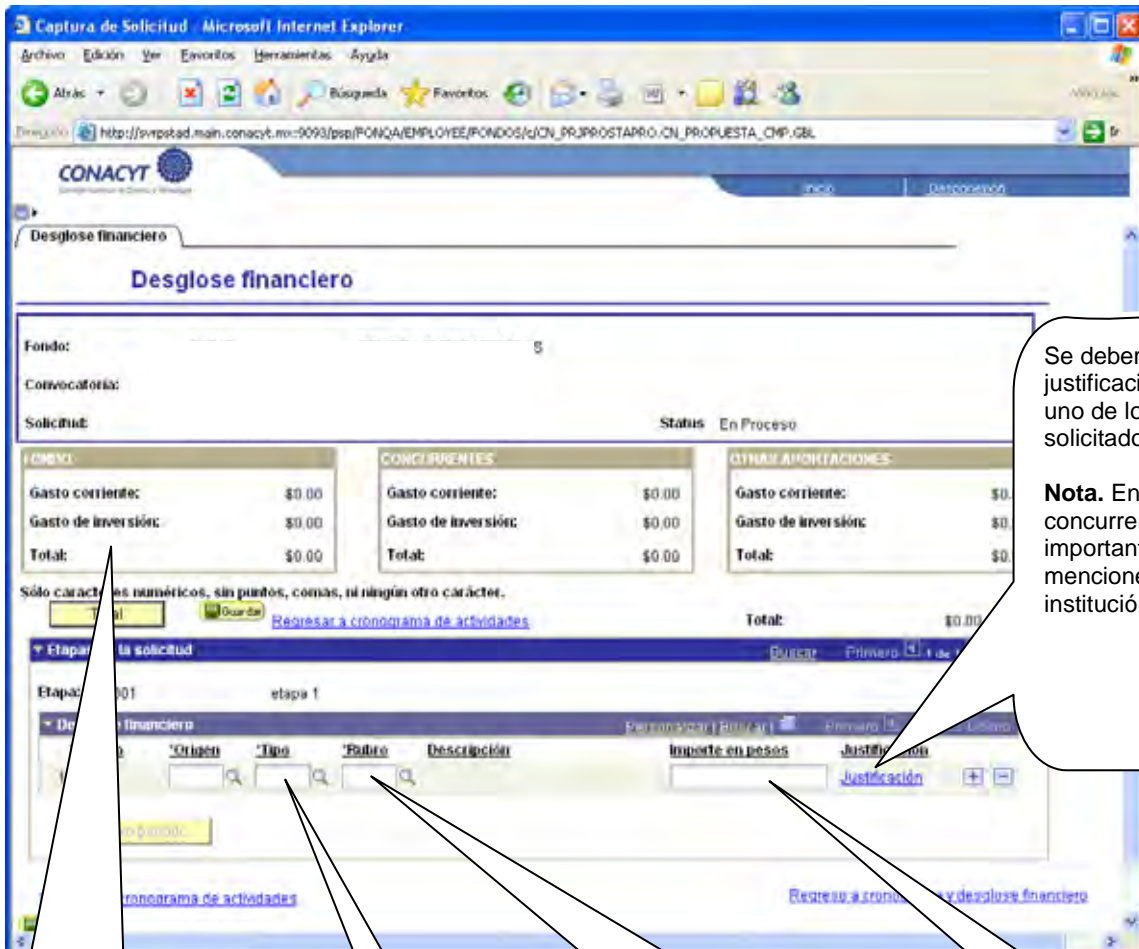 Captura de Solicitud - Microsoft Internet Explorer
Archivo Edición Ver Favoritos Herramientas Ayuda
Atrás Búsqueda Favoritos
http://svrpstad.main.conacyt.mx:9093/psp/FONQA/EMPLOYEE/FONDOS/c/CN_PRJPROSTAPRO.CN_PROPUESTA_CMP.GBL Ir
CONACYT
Inicio Desconexión
Desglose financiero
Desglose financiero
Fondo: S
Convocatoria:
Solicitud: Status En Proceso
FONDO CONCURRENTES OTRAS APORTACIONES
Gasto corriente: $0.00 Gasto corriente: $0.00 Gasto corriente: $0.
Gasto de inversión: $0.00 Gasto de inversión: $0.00 Gasto de inversión: $0.
Total: $0.00 Total: $0.00 Total: $0.
Sólo caracteres numéricos, sin puntos, comas, ni ningún otro carácter.
Guardar Regresar a cronograma de actividades Total: $0.00
Etapas la solicitud Buscar Primero 1 de
Etapa: 001 etapa 1
financiero Personalizar | Buscar | Primero
*Origen *Tipo *Rubro Descripción Importe en pesos Justificación
Justificación
cronograma de actividades Regreso a y desglose financiero
Se deber
justificaci
uno de lo
solicitado
Nota. En
concurre
important
mencione
institució